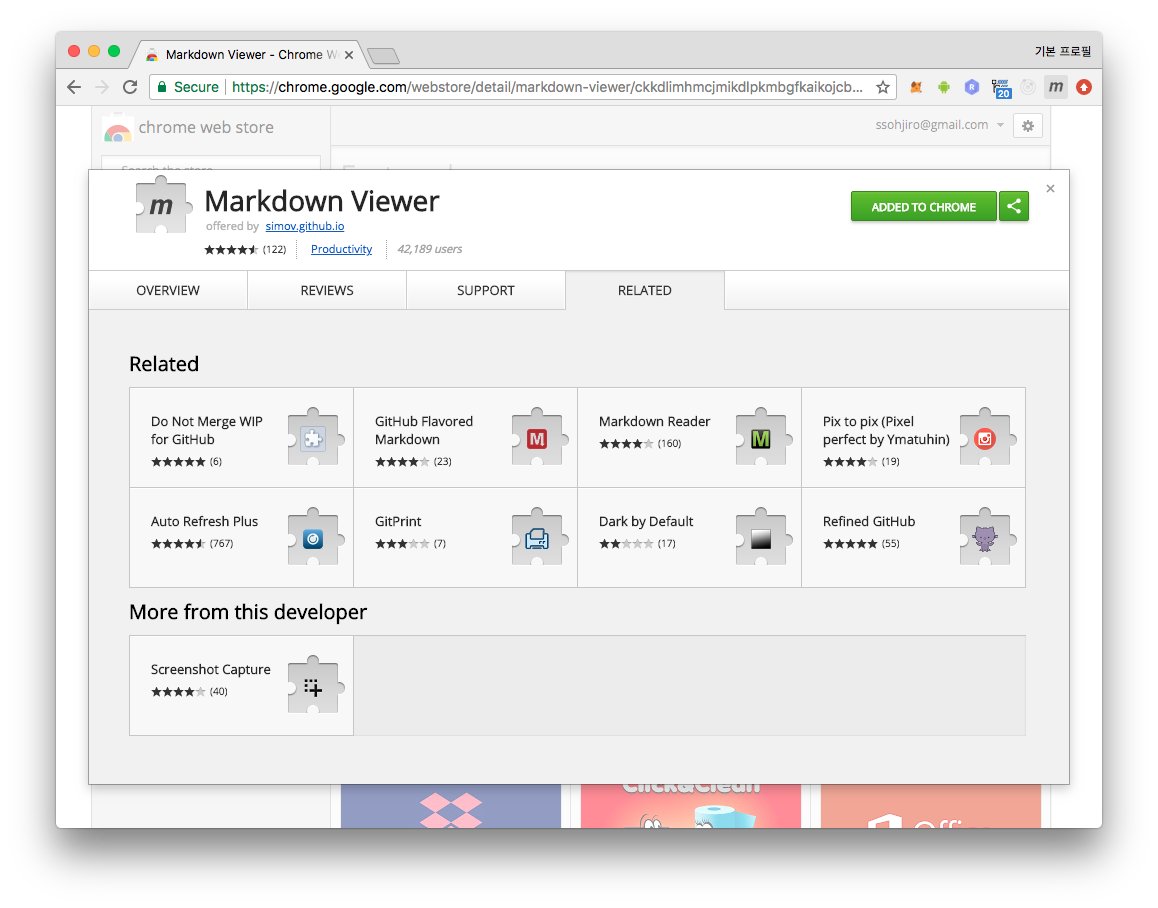 Markdown Viewer - Chrome W
기본 프로필
Secure
https://chrome.google.com/webstore/detail/markdown-viewer/ckkdlimhmcjmikdlpkmbgfkaikojcb...
20
m
chrome web store
ssohjiro@gmail.com
Search the store
m
Markdown Viewer
offered by simov.github.io
(122)
Productivity
42,189 users
ADDED TO CHROME
OVERVIEW
REVIEWS
SUPPORT
RELATED
Related
Do Not Merge WIP
for GitHub
(6)
GitHub Flavored
Markdown
(23)
M
Markdown Reader
(160)
M
Pix to pix (Pixel
perfect by Ymatuhin)
(19)
Auto Refresh Plus
(767)
GitPrint
(7)
Dark by Default
(17)
Refined GitHub
(55)
More from this developer
Screenshot Capture
(40)
Click&Clean
Office